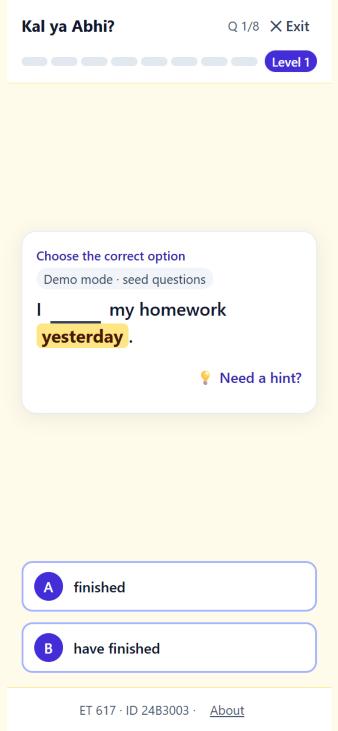 Kal ya Abhi?
Q 1/8
Exit
Level 1
Choose the correct option
Demo mode · seed questions
I ______ my homework
yesterday.
Need a hint?
A finished
B have finished
ET 617 · ID 24B3003 · About